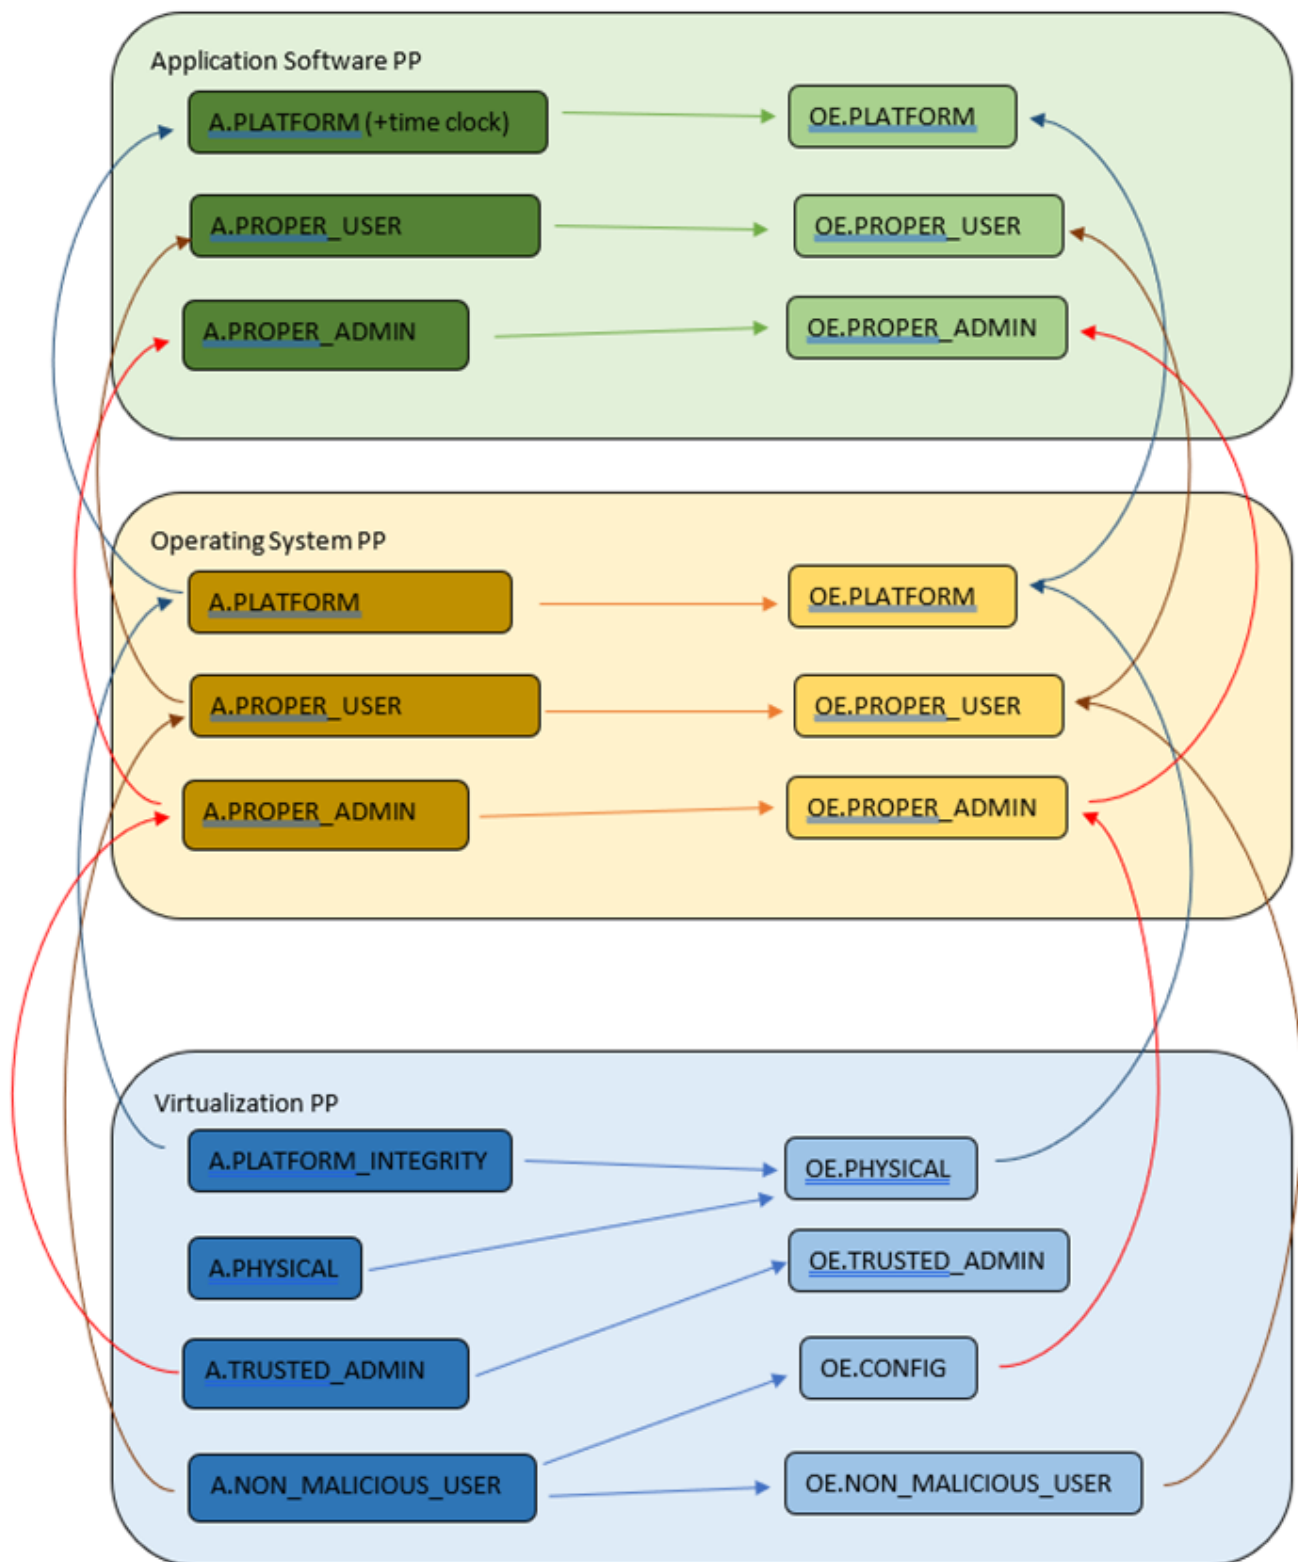 Application Software PP
A.PLATFORM (+time clock)
OE.PLATFORM
A.PROPER_USER
OE.PROPER_USER
A.PROPER_ADMIN
OE.PROPER_ADMIN
Operating System PP
A.PLATFORM
OE.PLATFORM
A.PROPER_USER
OE.PROPER_USER
A.PROPER_ADMIN
OE.PROPER_ADMIN
Virtualization PP
A.PLATFORM_INTEGRITY
OE.PHYSICAL
A.PHYSICAL
OE.TRUSTED_ADMIN
A.TRUSTED_ADMIN
OE.CONFIG
A.NON_MALICIOUS_USER
OE.NON_MALICIOUS_USER